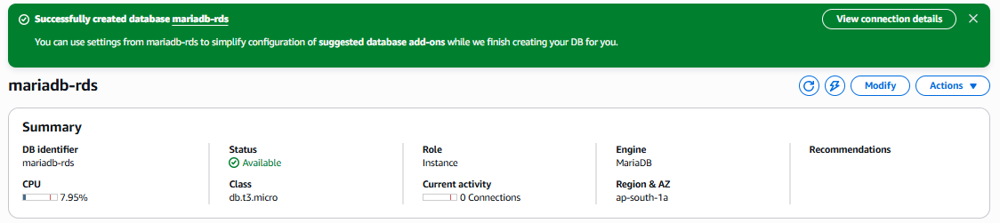 Successfully created database mariadb-rds
View connection details
You can use settings from mariadb-rds to simplify configuration of suggested database add-ons while we finish creating your DB for you.
mariadb-rds
Modify
Actions
Summary
DB identifier
mariadb-rds
Status
Available
Role
Instance
Engine
MariaDB
Recommendations
CPU
7.95%
Class
db.t3.micro
Current activity
0 Connections
Region & AZ
ap-south-1a